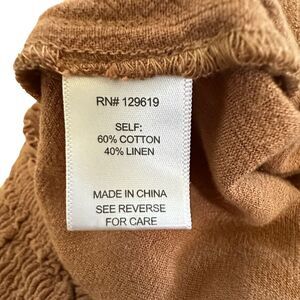 RN# 129619
SELF:
60% COTTON
40% LINEN
MADE IN CHINA
SEE REVERSE
FOR CARE